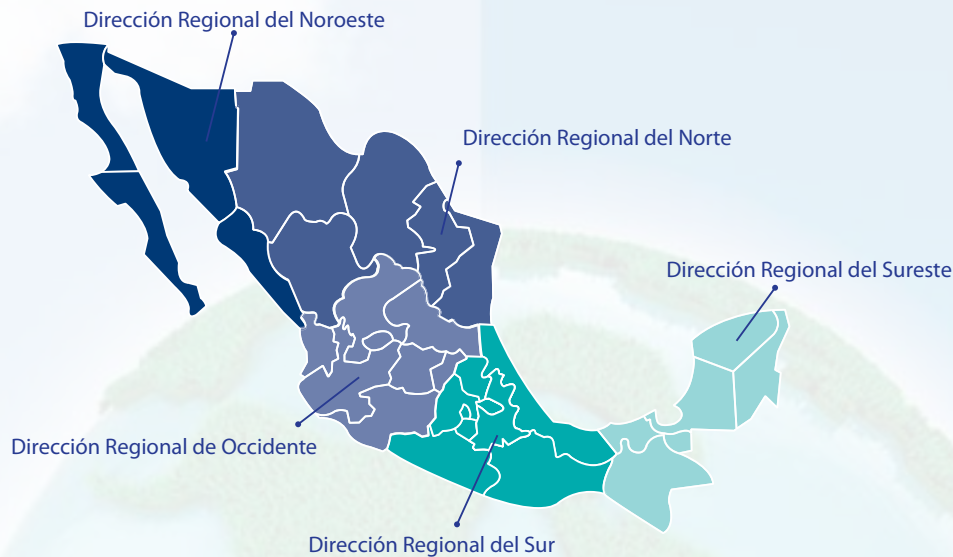 Dirección Regional del Noroeste
Dirección Regional del Norte
Dirección Regional del Sureste
Dirección Regional de Occidente
Dirección Regional del Sur